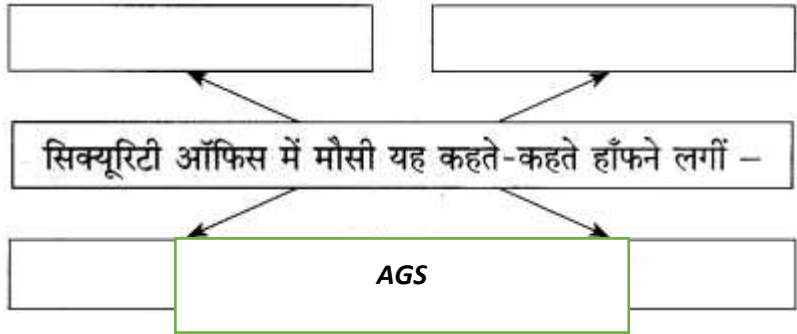 सिक्यूरिटी ऑफिस में मौसी यह कहते-कहते हाँफने लगीं –
AGS